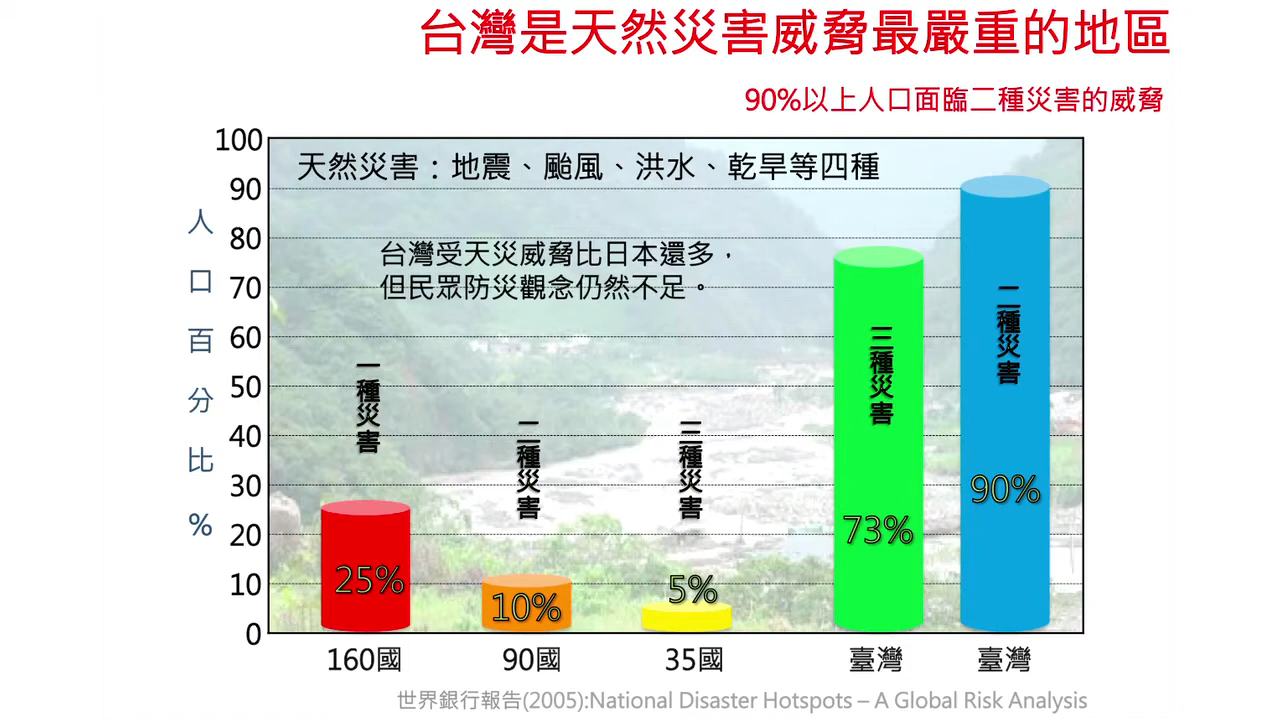 台灣是天然災害威脅最嚴重的地區
90%以上人口面臨二種災害的威脅
天然災害：地震、颱風、洪水、乾旱等四種
台灣受天災威脅比日本還多，
但民眾防災觀念仍然不足。
人口百分比%
100
90
80
70
60
50
40
30
20
10
0
一種災害
25%
二種災害
10%
三種災害
5%
三種災害
73%
二種災害
90%
160國
90國
35國
臺灣
臺灣
世界銀行報告(2005):National Disaster Hotspots – A Global Risk Analysis